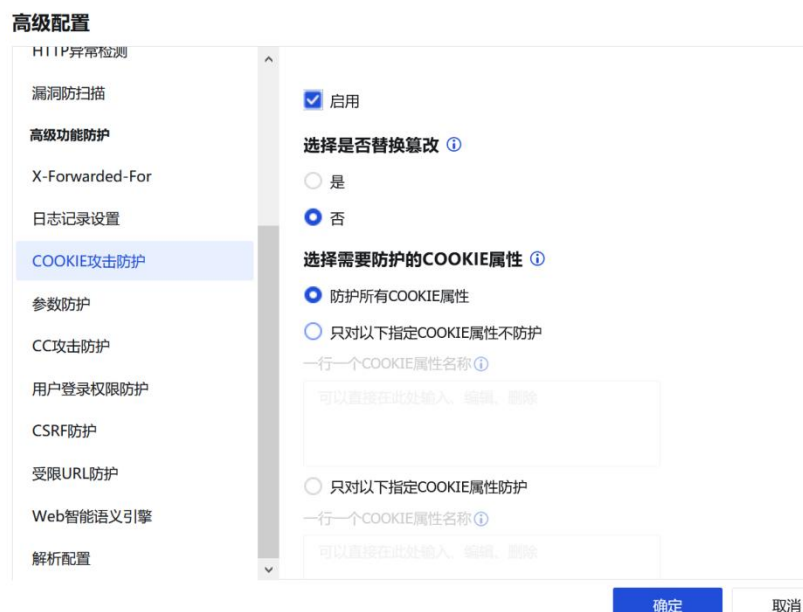 高级配置
HTTP异常检测
漏洞防扫描
高级功能防护
X-Forwarded-For
日志记录设置
COOKIE攻击防护
参数防护
CC攻击防护
用户登录权限防护
CSRF防护
受限URL防护
Web智能语义引擎
解析配置
启用
选择是否替换篡改
是
否
选择需要防护的COOKIE属性
防护所有COOKIE属性
只对以下指定COOKIE属性不防护
一行一个COOKIE属性名称
可以直接在此处输入、编辑、删除
只对以下指定COOKIE属性防护
一行一个COOKIE属性名称
可以直接在此处输入、编辑、删除
确定
取消